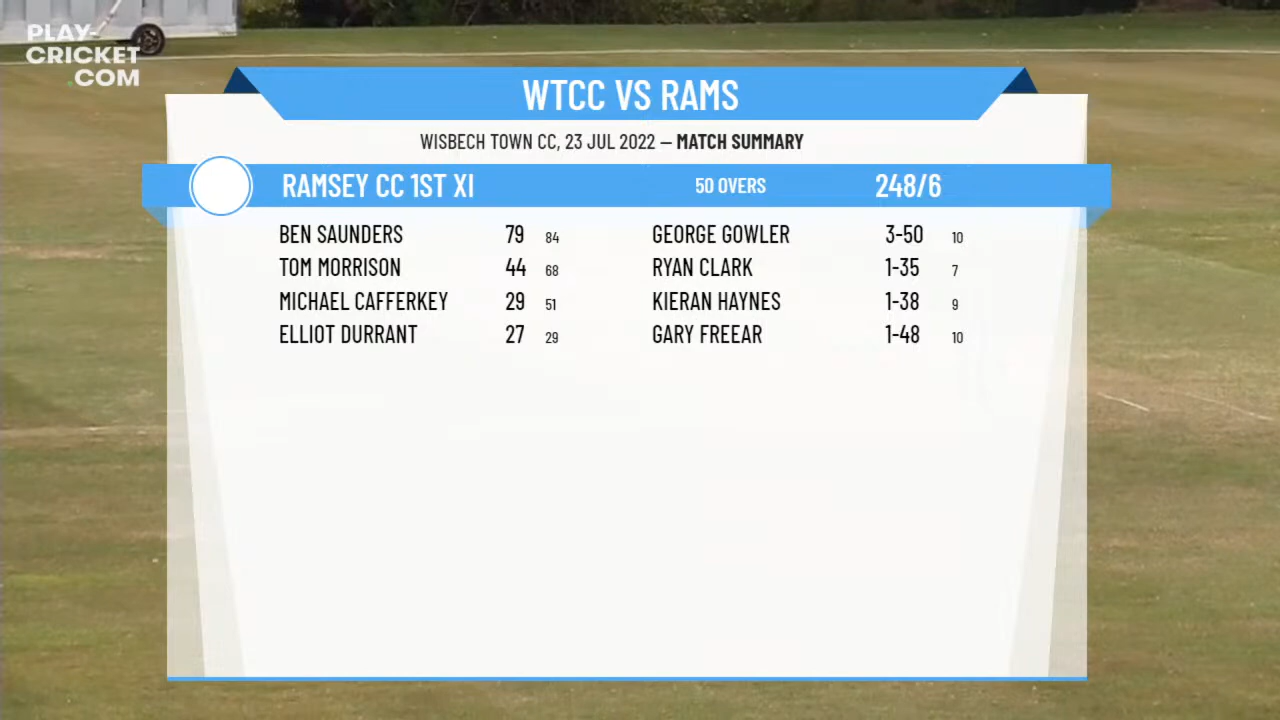 PLAY-
CRICKET
.COM
WTCC VS RAMS
WISBECH TOWN CC, 23 JUL 2022 – MATCH SUMMARY
RAMSEY CC 1ST XI 50 OVERS 248/6
BEN SAUNDERS 79 84 GEORGE GOWLER 3-50 10
TOM MORRISON 44 68 RYAN CLARK 1-35 7
MICHAEL CAFFERKEY 29 51 KIERAN HAYNES 1-38 9
ELLIOT DURRANT 27 29 GARY FREEAR 1-48 10